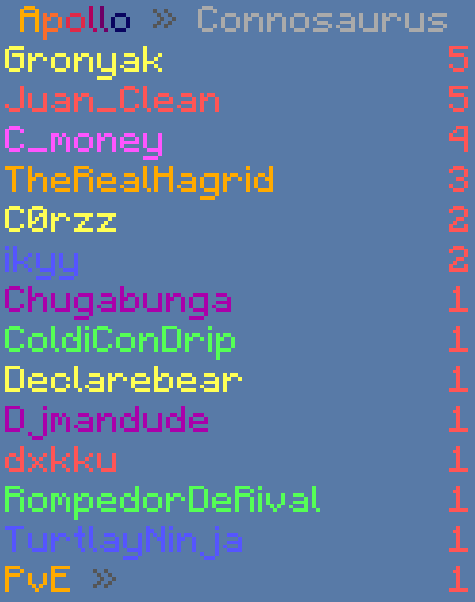 Apollo » Connosaurus
Gronyak 5
Juan_Clean 5
C_money 4
TheRealHagrid 3
C0rzz 2
ikyy 2
Chugabunga 1
ColdiConDrip 1
Declarebear 1
Djmandude 1
dxkku 1
RompedorDeRival 1
TurtlayNinja 1
PvE » 1